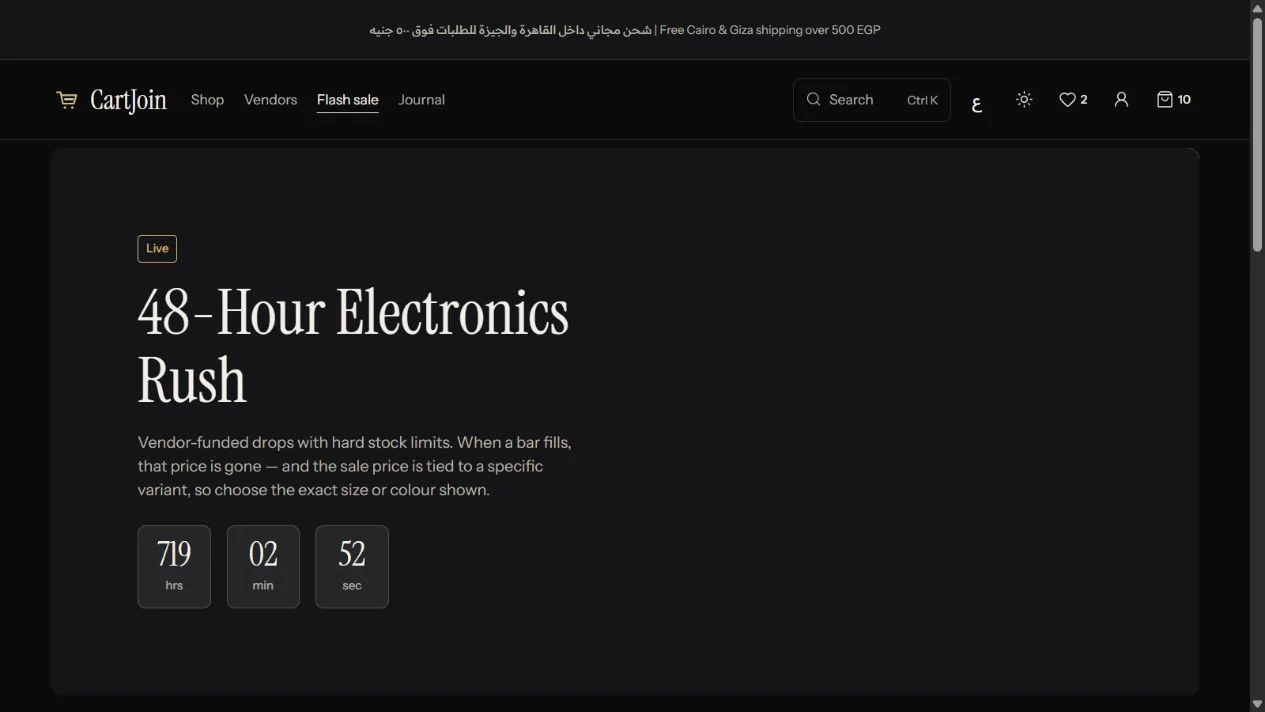 شحن مجاني داخل القاهرة والجيزة للطلبات فوق ٥٠٠ جنيه | Free Cairo & Giza shipping over 500 EGP
CartJoin
Shop
Vendors
Flash sale
Journal
Search
Ctrl K
ع
2
10
Live
48-Hour Electronics
Rush
Vendor-funded drops with hard stock limits. When a bar fills,
that price is gone — and the sale price is tied to a specific
variant, so choose the exact size or colour shown.
719
hrs
02
min
52
sec